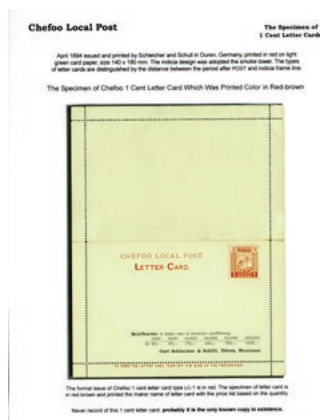 Chefoo Local Post
The Specimen of
1 Cent Letter Cards
April 1894 issued and printed by Schleicher and Schull in Duren, Germany, printed in red on light
green card paper, size 140 x 180 mm. The indicia design was adopted the smoke tower. The types
of letter cards are distinguished by the distance between the period after POST and indicia frame line.
The Specimen of Chefoo 1 Cent Letter Card Which Was Printed Color in Red-brown
CHEFOO LOCAL POST
LETTER CARD.
Briefkarten
Carl Schleicher & Schüll, Düren,
The formal issue of Chefoo 1 cent letter card type LC-1 is in red. The specimen of letter card is
in red-brown and printed the maker name of letter card with the price list based on the quantity.
Never record of this 1 cent letter card, probably it is the only known copy in existence.